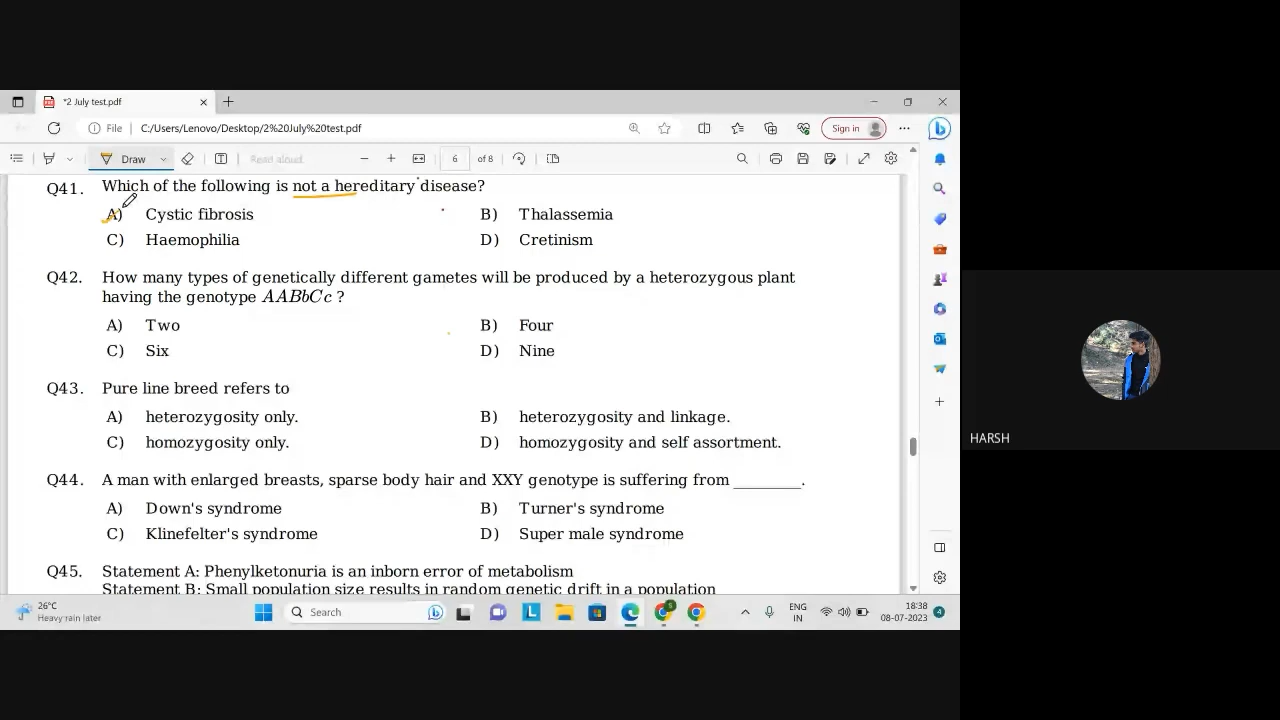 *2 July test.pdf
File
C:/Users/Lenovo/Desktop/2%20July%20test.pdf
Sign in
Draw
Read aloud
6
of 8
Q41. Which of the following is not a hereditary disease?
A) Cystic fibrosis
B) Thalassemia
C) Haemophilia
D) Cretinism
Q42. How many types of genetically different gametes will be produced by a heterozygous plant
having the genotype AABbCc ?
A) Two
B) Four
C) Six
D) Nine
Q43. Pure line breed refers to
A) heterozygosity only.
B) heterozygosity and linkage.
C) homozygosity only.
D) homozygosity and self assortment.
Q44. A man with enlarged breasts, sparse body hair and XXY genotype is suffering from ________.
A) Down's syndrome
B) Turner's syndrome
C) Klinefelter's syndrome
D) Super male syndrome
Q45. Statement A: Phenylketonuria is an inborn error of metabolism
Statement B: Small population size results in random genetic drift in a population
HARSH
26°C
Heavy rain later
Search
ENG
IN
18:38
08-07-2023